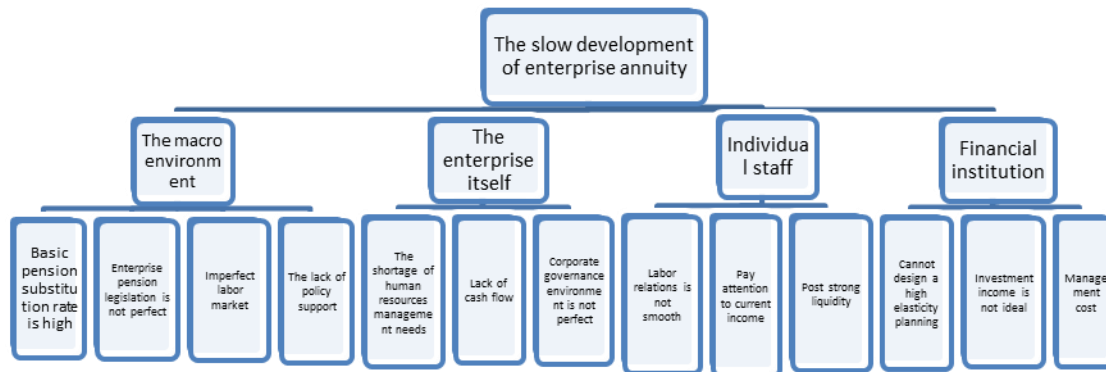 The slow development
of enterprise annuity
The macro
environm
ent
The
enterprise
itself
Individua
l staff
Financial
institution
Basic
pension
substitu
tion rate
is high
Enterprise
pension
legislation is
not perfect
Imperfect
labor
market
The lack of
policy
support
The
shortage of
human
resources
manageme
nt needs
Lack of
cash flow
Corporate
governance
environme
nt is not
perfect
Labor
relations is
not
smooth
Pay
attention
to current
income
Post strong
liquidity
Cannot
design a
high
elasticity
planning
Investment
income is
not ideal
Manage
ment
cost